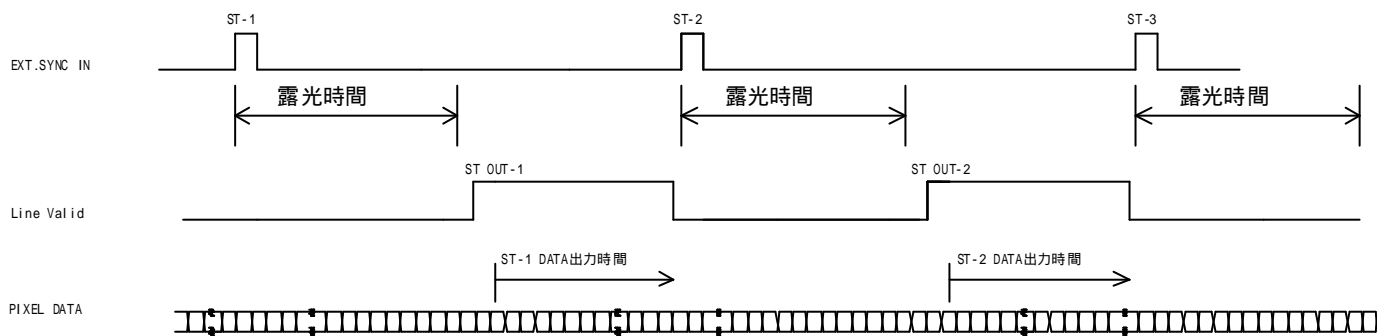 ST-1 ST-2 ST-3
EXT.SYNC IN
露光時間 露光時間 露光時間
ST OUT-1 ST OUT-2
Line Valid
ST-1 DATA出力時間 ST-2 DATA出力時間
PIXEL DATA